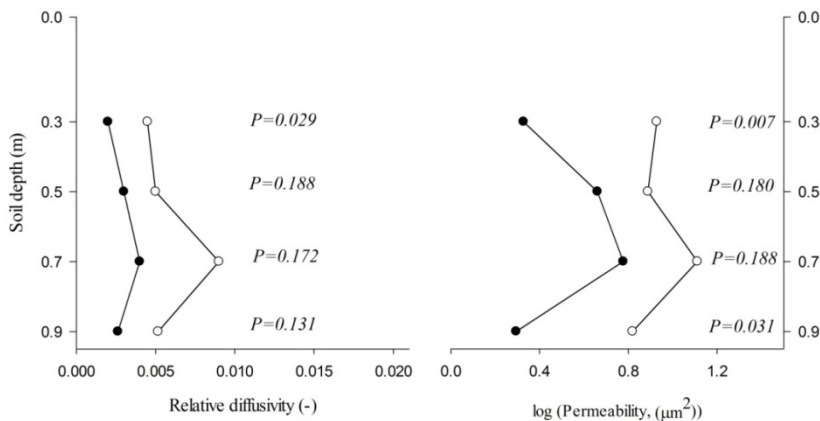 0.0
0.3
0.5
0.7
0.9
Soil depth (m)
P=0.029
P=0.188
P=0.172
P=0.131
0.000
0.005
0.010
0.015
0.020
Relative diffusivity (-)
P=0.007
P=0.180
P=0.188
P=0.031
0.0
0.3
0.5
0.7
0.9
0.0
0.4
0.8
1.2
log (Permeability, (μm²))